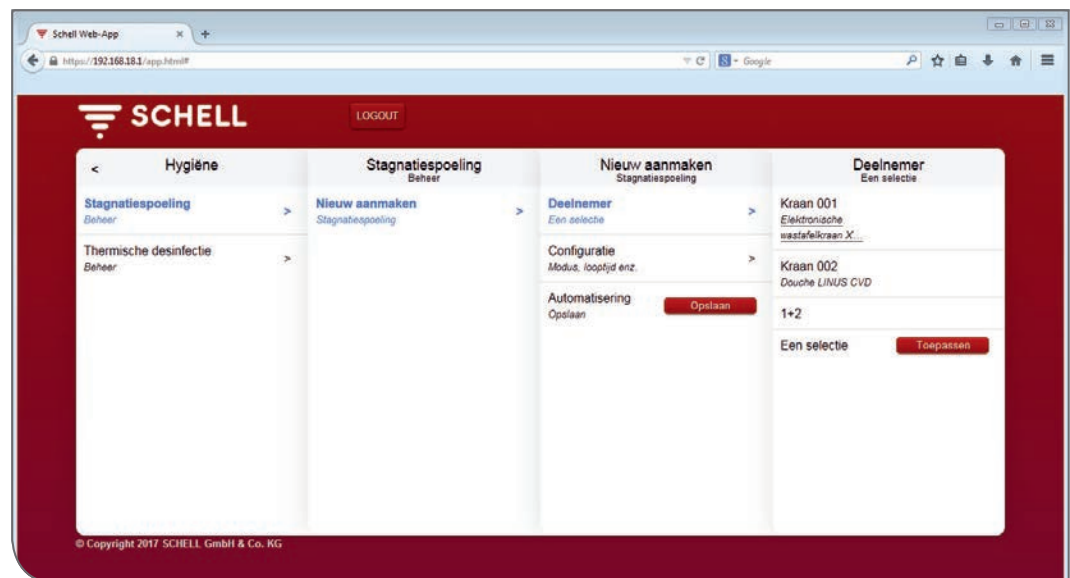 Schell Web-App
https://192.168.18.1/app.html#
Google
SCHELL
LOGOUT
< Hygiëne
Stagnatiespoeling
Beheer
>
Thermische desinfectie
Beheer
>
Stagnatiespoeling
Beheer
Nieuw aanmaken
Stagnatiespoeling
>
Nieuw aanmaken
Stagnatiespoeling
Deelnemer
Een selectie
>
Configuratie
Modus, looptijd enz.
>
Automatisering
Opslaan
Opslaan
Deelnemer
Een selectie
Kraan 001
Elektronische
wastafelkraan X...
Kraan 002
Douche LINUS CVD
1+2
Een selectie Toepassen
© Copyright 2017 SCHELL GmbH & Co. KG